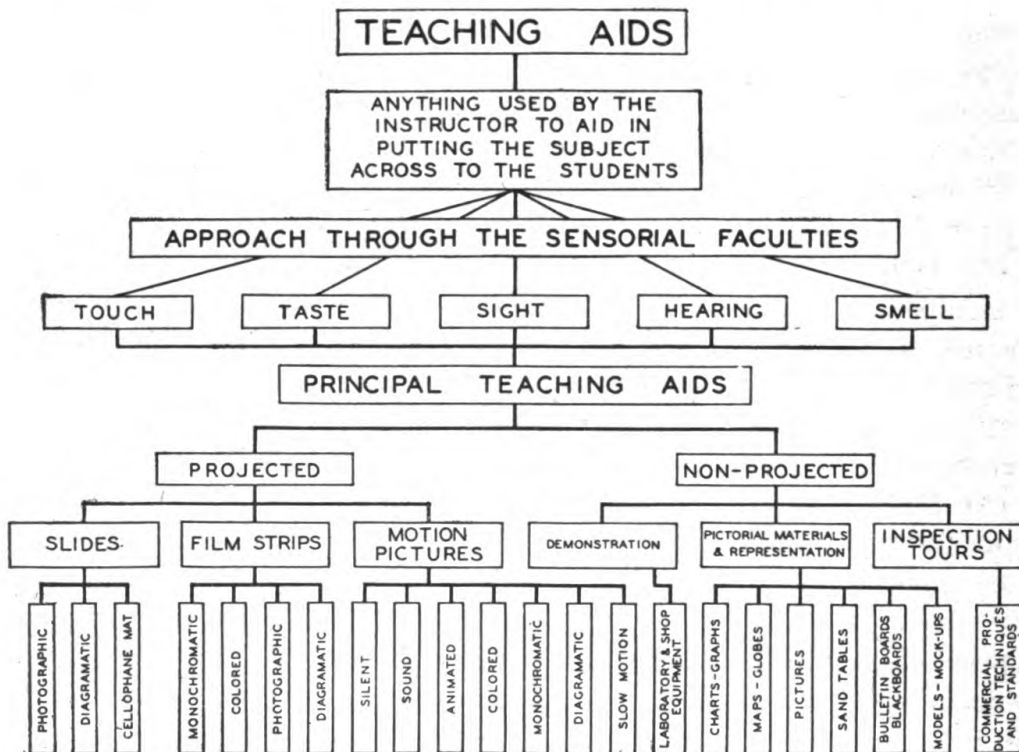 TEACHING AIDS
ANYTHING USED BY THE
INSTRUCTOR TO AID IN
PUTTING THE SUBJECT
ACROSS TO THE STUDENTS
APPROACH THROUGH THE SENSORIAL FACULTIES
TOUCH
TASTE
SIGHT
HEARING
SMELL
PRINCIPAL TEACHING AIDS
PROJECTED
NON-PROJECTED
SLIDES
FILM STRIPS
MOTION
PICTURES
DEMONSTRATION
PICTORIAL MATERIALS
& REPRESENTATION
INSPECTION
TOURS
PHOTOGRAPHIC
DIAGRAMATIC
CELLOPHANE MAT
MONOCHROMATIC
COLORED
PHOTOGRAPHIC
DIAGRAMATIC
SILENT
SOUND
ANIMATED
COLORED
MONOCHROMATIC
DIAGRAMATIC
SLOW MOTION
LABORATORY & SHOP
EQUIPMENT
CHARTS-GRAPHS
MAPS-GLOBES
PICTURES
SAND TABLES
BULLETIN BOARDS
BLACKBOARDS
MODELS-MOCK-UPS
COMMERCIAL PRO-
DUCTION TECHNIQUES
AND STANDARDS